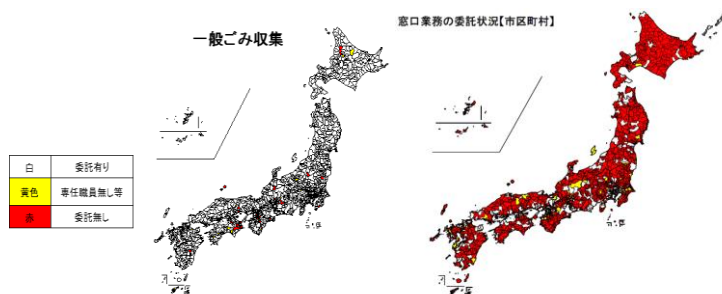 一般ごみ収集
窓口業務の委託状況【市区町村】
白 委託有り
黄色 専任職員無し等
赤 委託無し